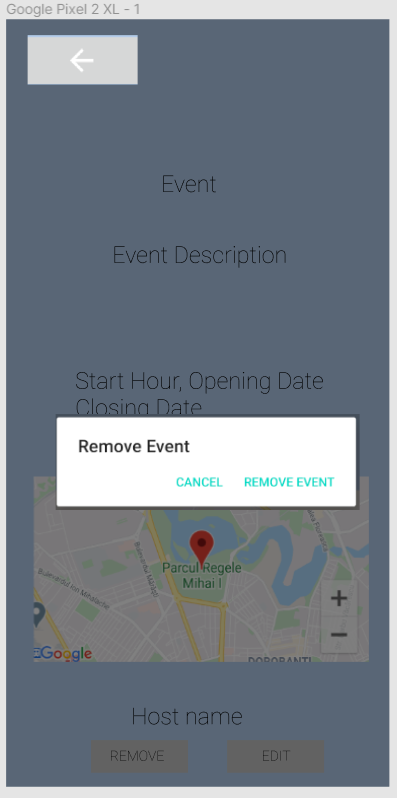 Google Pixel 2 XL - 1
Event
Event Description
Start Hour, Opening Date
Closing Date
Remove Event
CANCEL REMOVE EVENT
Parcul Regele
Mihai I
Google
DOROBANTI
Host name
REMOVE EDIT